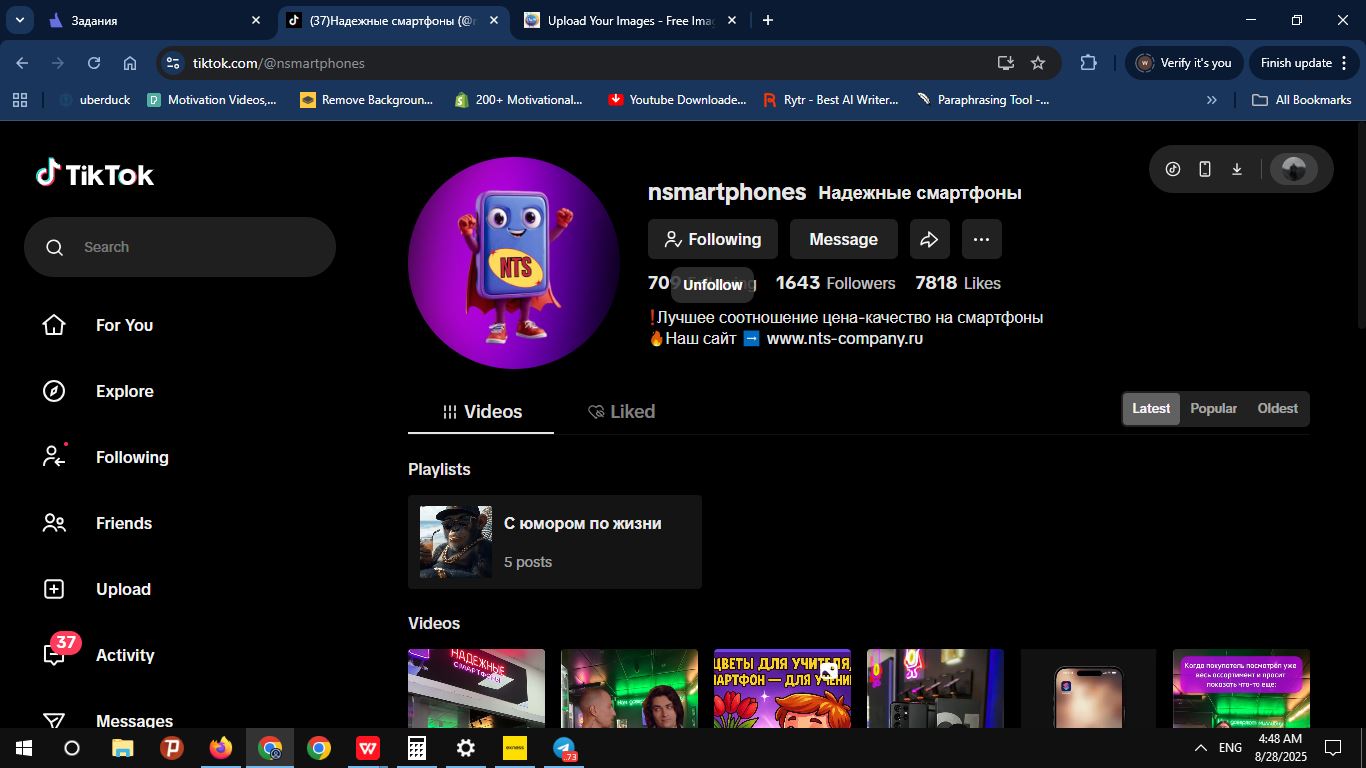 Задания
(37)Надежные смартфоны (@n
Upload Your Images - Free Imag
tiktok.com/@nsmartphones
Verify it's you
Finish update
uberduck
Motivation Videos,...
Remove Backgroun...
200+ Motivational...
Youtube Downloade...
Rytr - Best AI Writer...
Paraphrasing Tool -...
»
All Bookmarks
TikTok
Search
For You
Explore
Following
Friends
Upload
37
Activity
Messages
NTS
nsmartphones Надежные смартфоны
Following
Message
709 Following 1643 Followers 7818 Likes
Unfollow
❗Лучшее соотношение цена-качество на смартфоны
🔥Наш сайт ➡️ www.nts-company.ru
Videos
Liked
Latest
Popular
Oldest
Playlists
С юмором по жизни
5 posts
Videos
НАДЕЖНЫЕ
СМАРТФОНЫ
ЦВЕТЫ ДЛЯ УЧИТЕЛЯ,
Когда покупатель посмотрел уже
весь ассортимент и просит
показать что-то еще:
W
exness
73
ENG
4:48 AM
8/28/2025